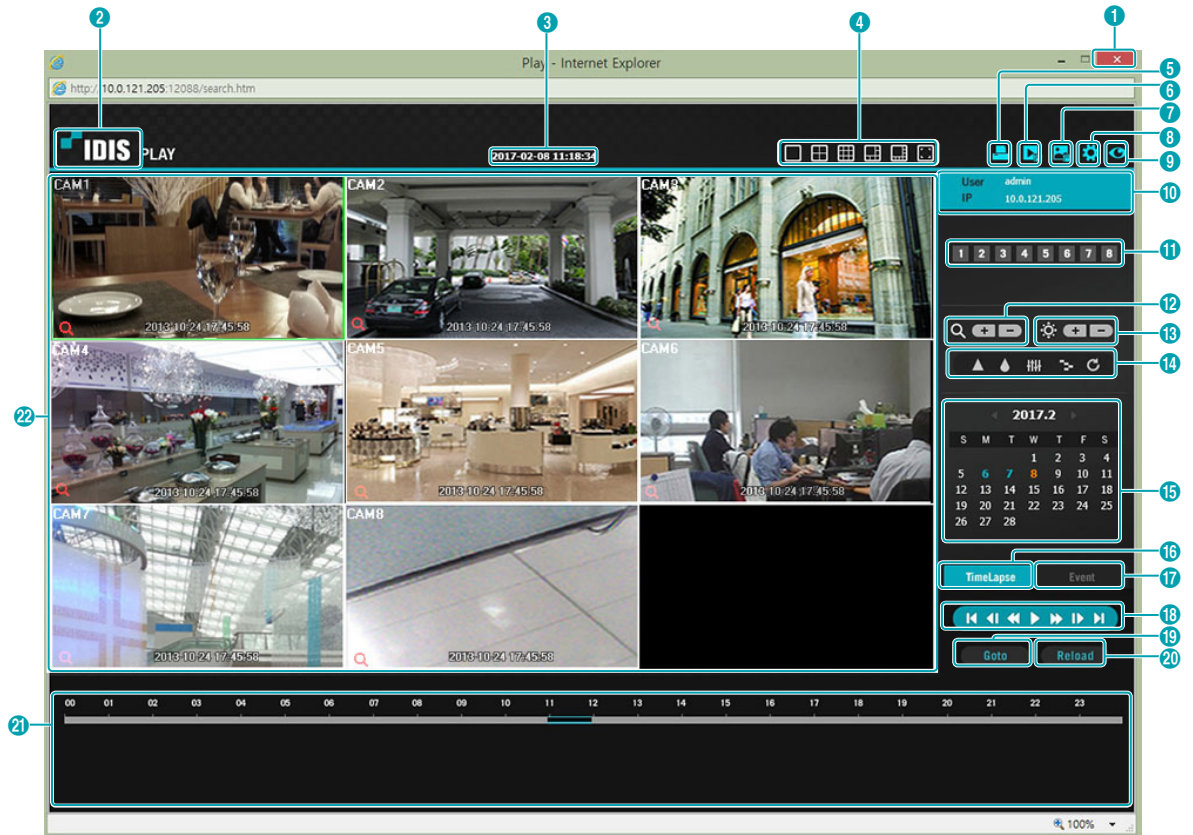 2
3
4
1
Play - Internet Explorer
http://10.0.121.205:12088/search.htm
5
6
7
8
9
IDIS PLAY
2017-02-08 11:18:34
User admin
IP 10.0.121.205
10
CAM1
CAM2
CAM3
1 2 3 4 5 6 7 8
11
12
13
2013-10-24 17:45:58
2013-10-24 17:45:58
2013-10-24 17:45:58
CAM4
CAM5
CAM6
14
22
2017.2
S M T W T F S
1 2 3 4
5 6 7 8 9 10 11
12 13 14 15 16 17 18
19 20 21 22 23 24 25
26 27 28
15
2013-10-24 17:45:58
2013-10-24 17:45:58
2013-10-24 17:45:58
CAM7
CAM8
16
TimeLapse
Event
17
18
19
Goto
Reload
20
2013-10-24 17:45:58
2013-10-24 17:45:58
00 01 02 03 04 05 06 07 08 09 10 11 12 13 14 15 16 17 18 19 20 21 22 23
21
100%